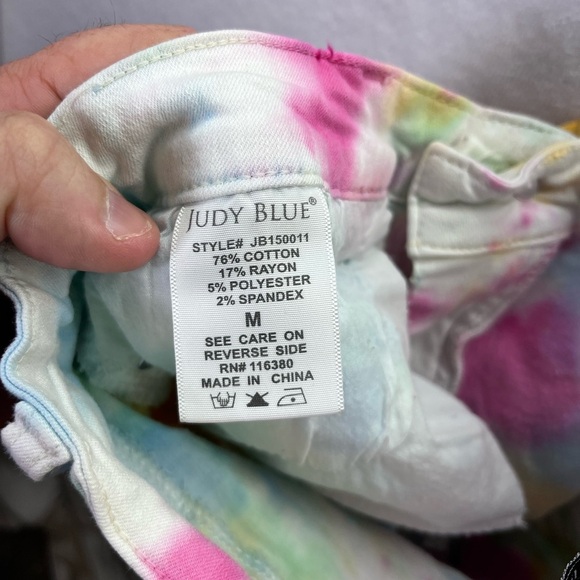 JUDY BLUE®
STYLE# JB150011
76% COTTON
17% RAYON
5% POLYESTER
2% SPANDEX
M
SEE CARE ON
REVERSE SIDE
RN# 116380
MADE IN CHINA